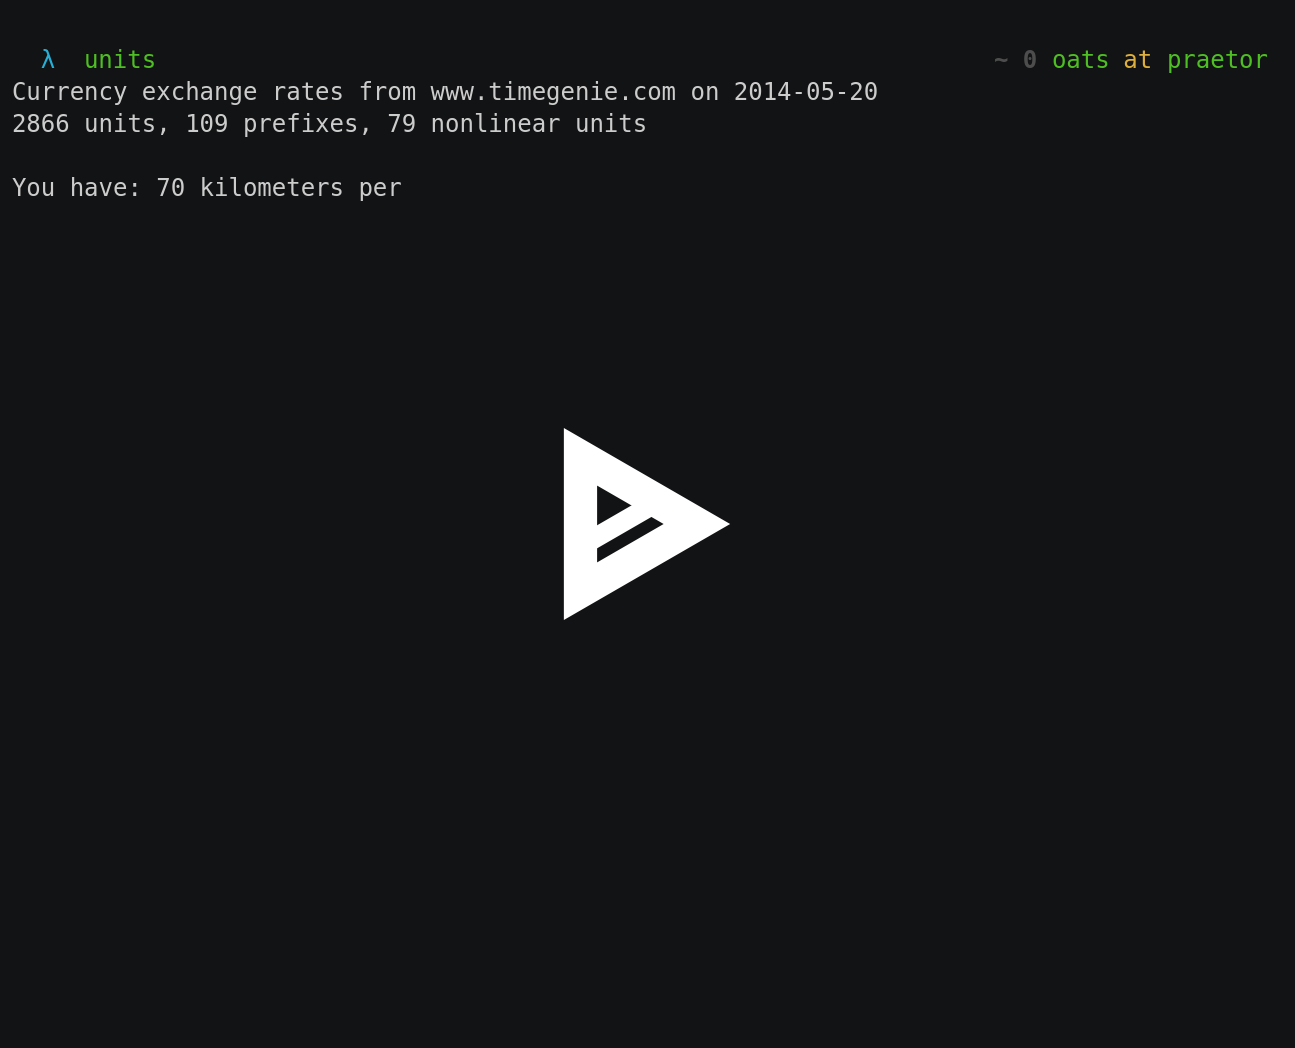 λ units ~ 0 oats at praetor
Currency exchange rates from www.timegenie.com on 2014-05-20
2866 units, 109 prefixes, 79 nonlinear units
You have: 70 kilometers per